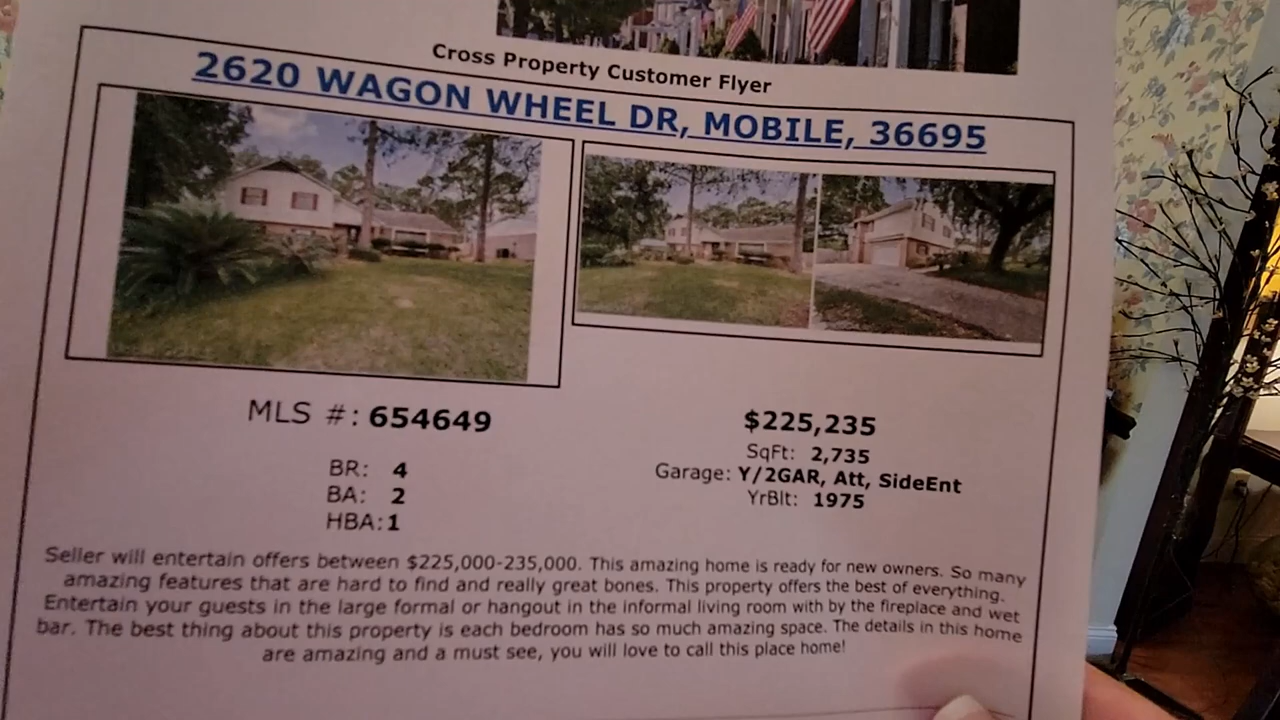 Cross Property Customer Flyer
2620 WAGON WHEEL DR, MOBILE, 36695
MLS #: 654649
BR: 4
BA: 2
HBA: 1
$225,235
SqFt: 2,735
Garage: Y/2GAR, Att, SideEnt
YrBlt: 1975
Seller will entertain offers between $225,000-235,000. This amazing home is ready for new owners. So many
amazing features that are hard to find and really great bones. This property offers the best of everything.
Entertain your guests in the large formal or hangout in the informal living room with by the fireplace and wet
bar. The best thing about this property is each bedroom has so much amazing space. The details in this home
are amazing and a must see, you will love to call this place home!